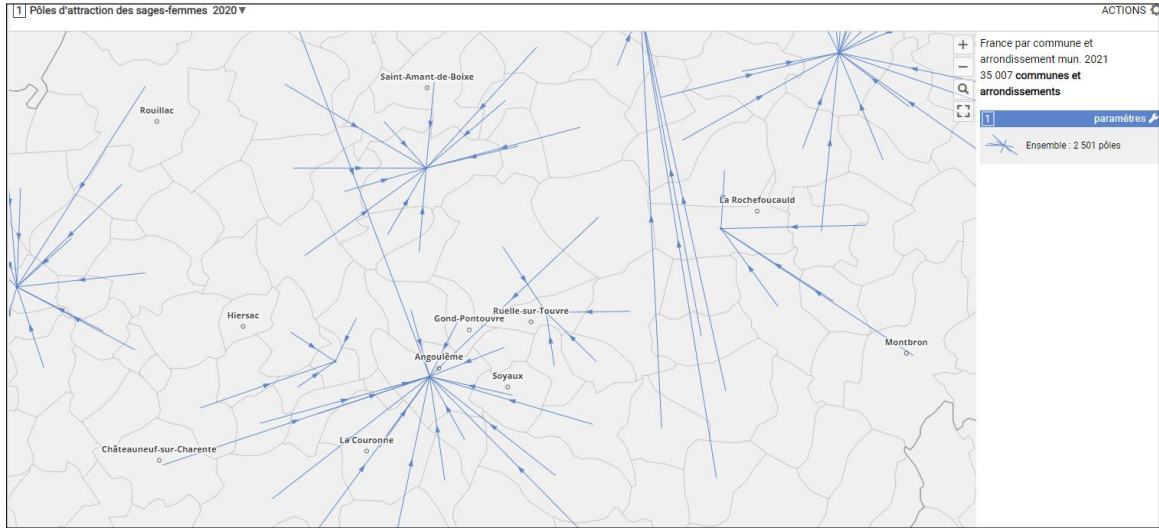 1 Pôles d'attraction des sages-femmes 2020 ▼
ACTIONS
Saint-Amant-de-Boixe
Rouillac
La Rochefoucauld
Hiersac
Ruelle-sur-Touvre
Gond-Pontouvre
Montbron
Angoulême
Soyaux
La Couronne
Châteauneuf-sur-Charente
+
−
France par commune et
arrondissement mun. 2021
35 007 communes et
arrondissements
1 paramètres
Ensemble : 2 501 pôles